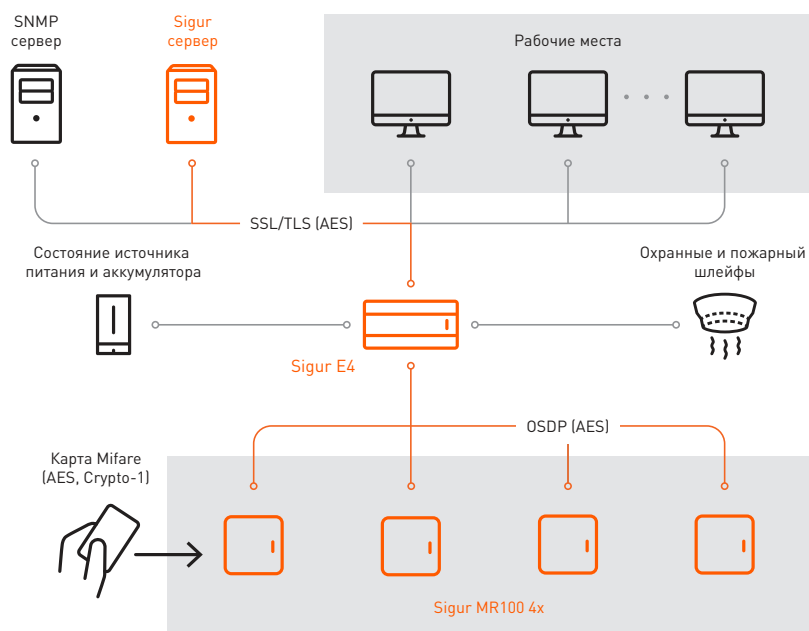 SNMP
сервер
Sigur
сервер
Рабочие места
SSL/TLS (AES)
Состояние источника
питания и аккумулятора
Охранные и пожарный
шлейфы
Sigur E4
OSDP (AES)
Карта Mifare
(AES, Crypto-1)
Sigur MR100 4x